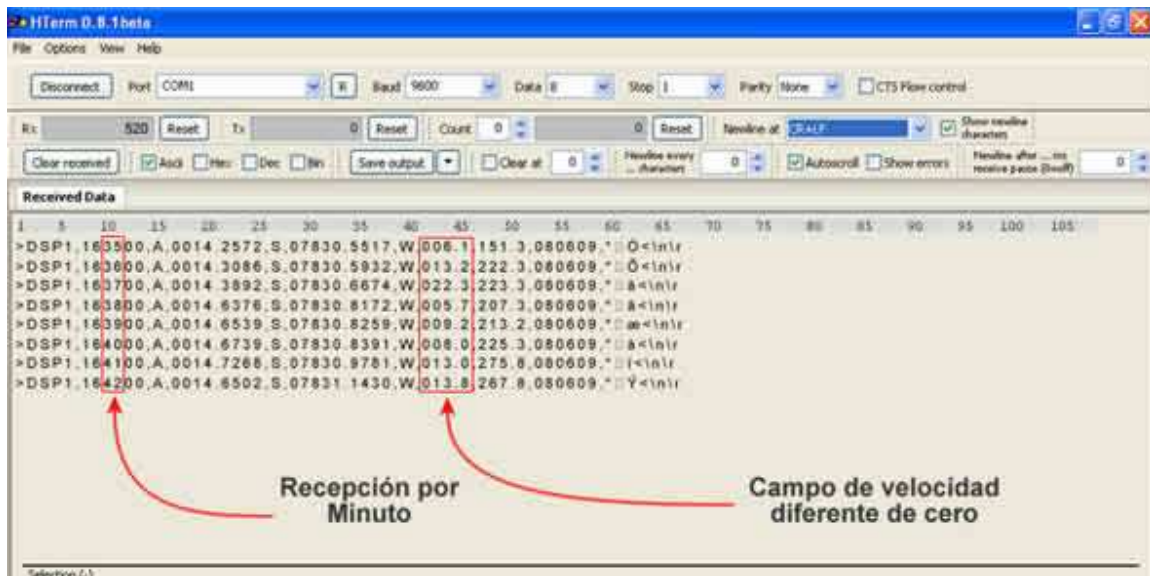 HTerm 0.8.1beta
File Options View Help
Disconnect Port COM1 R Baud 9600 Data 8 Stop 1 Parity None CTS Flow control
Rx 520 Reset Tx 0 Reset Count 0 0 Reset Newline at CR+LF Show newline characters
Clear received Ascii Hex Dec Bin Save output Clear at 0 Newline every ... characters 0 Autoscroll Show errors Newline after ... ms receive pause (0=off) 0
Received Data
1 5 10 15 20 25 30 35 40 45 50 55 60 65 70 75 80 85 90 95 100 105
>DSP1,163500,A,0014.2572,S,07830.5517,W,006.1,151.3,080609,* Ö<\n\r
>DSP1,163600,A,0014.3086,S,07830.5932,W,013.2,222.3,080609,* Ô<\n\r
>DSP1,163700,A,0014.3892,S,07830.6674,W,022.3,223.3,080609,* <\n\r
>DSP1,163800,A,0014.6376,S,07830.8172,W,005.7,207.3,080609,* <\n\r
>DSP1,163900,A,0014.6539,S,07830.8259,W,009.2,213.2,080609,* æ<\n\r
>DSP1,164000,A,0014.6739,S,07830.8391,W,008.0,225.3,080609,* <\n\r
>DSP1,164100,A,0014.7268,S,07830.9781,W,013.0,275.8,080609,* <\n\r
>DSP1,164200,A,0014.6502,S,07831.1430,W,013.8,267.8,080609,* Ý<\n\r
Recepción por
Minuto
Campo de velocidad
diferente de cero
Selection (-)